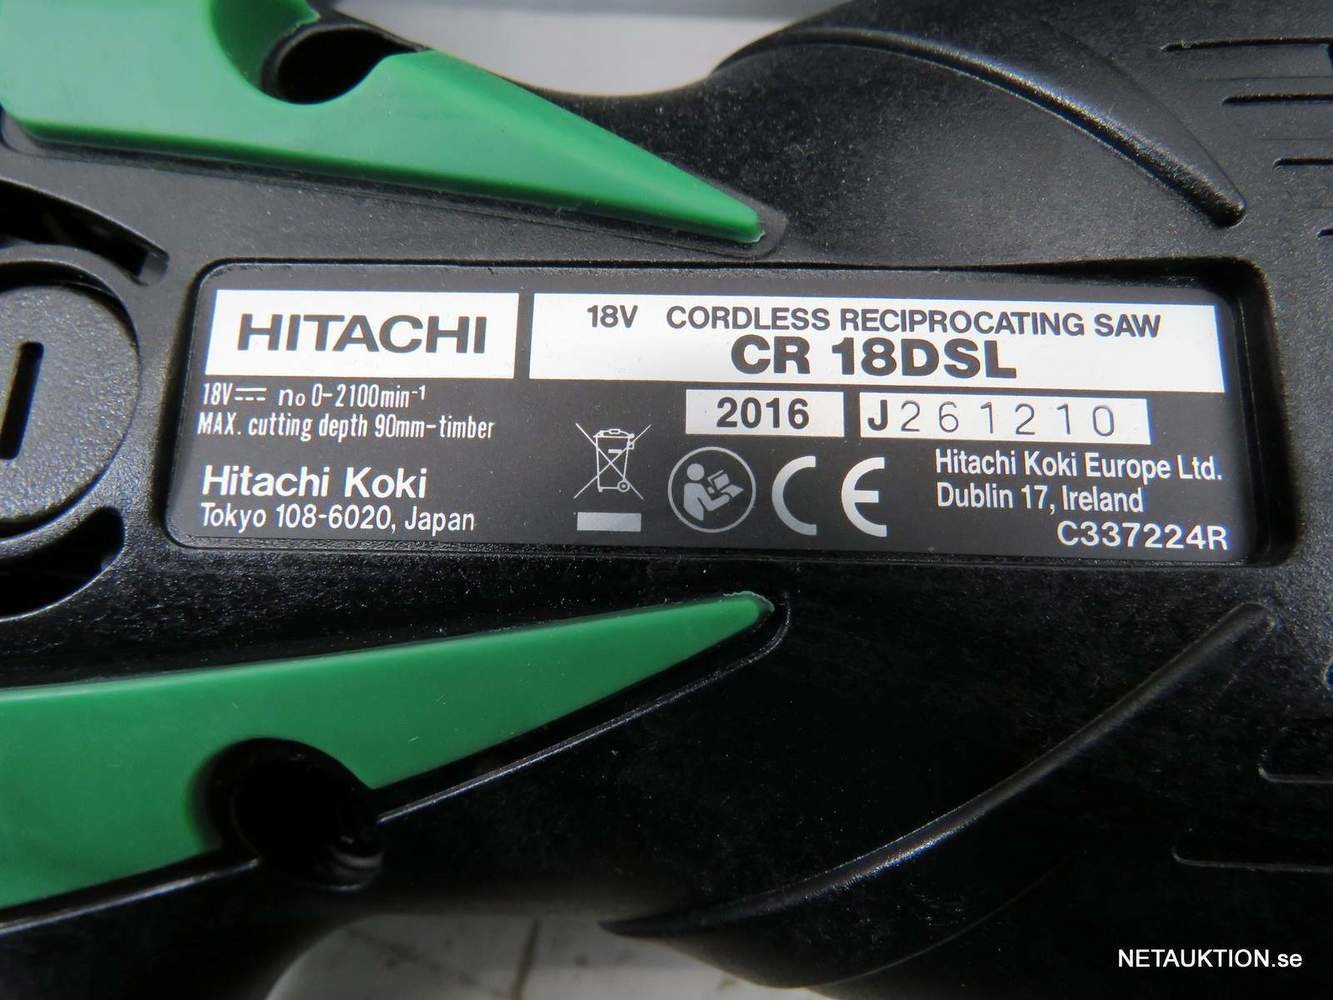 HITACHI
18V CORDLESS RECIPROCATING SAW
CR 18DSL
18V⎓ no 0-2100min-1
MAX. cutting depth 90mm-timber
2016 J261210
Hitachi Koki
Tokyo 108-6020, Japan
CE
Hitachi Koki Europe Ltd.
Dublin 17, Ireland
C337224R
NETAUKTION.se